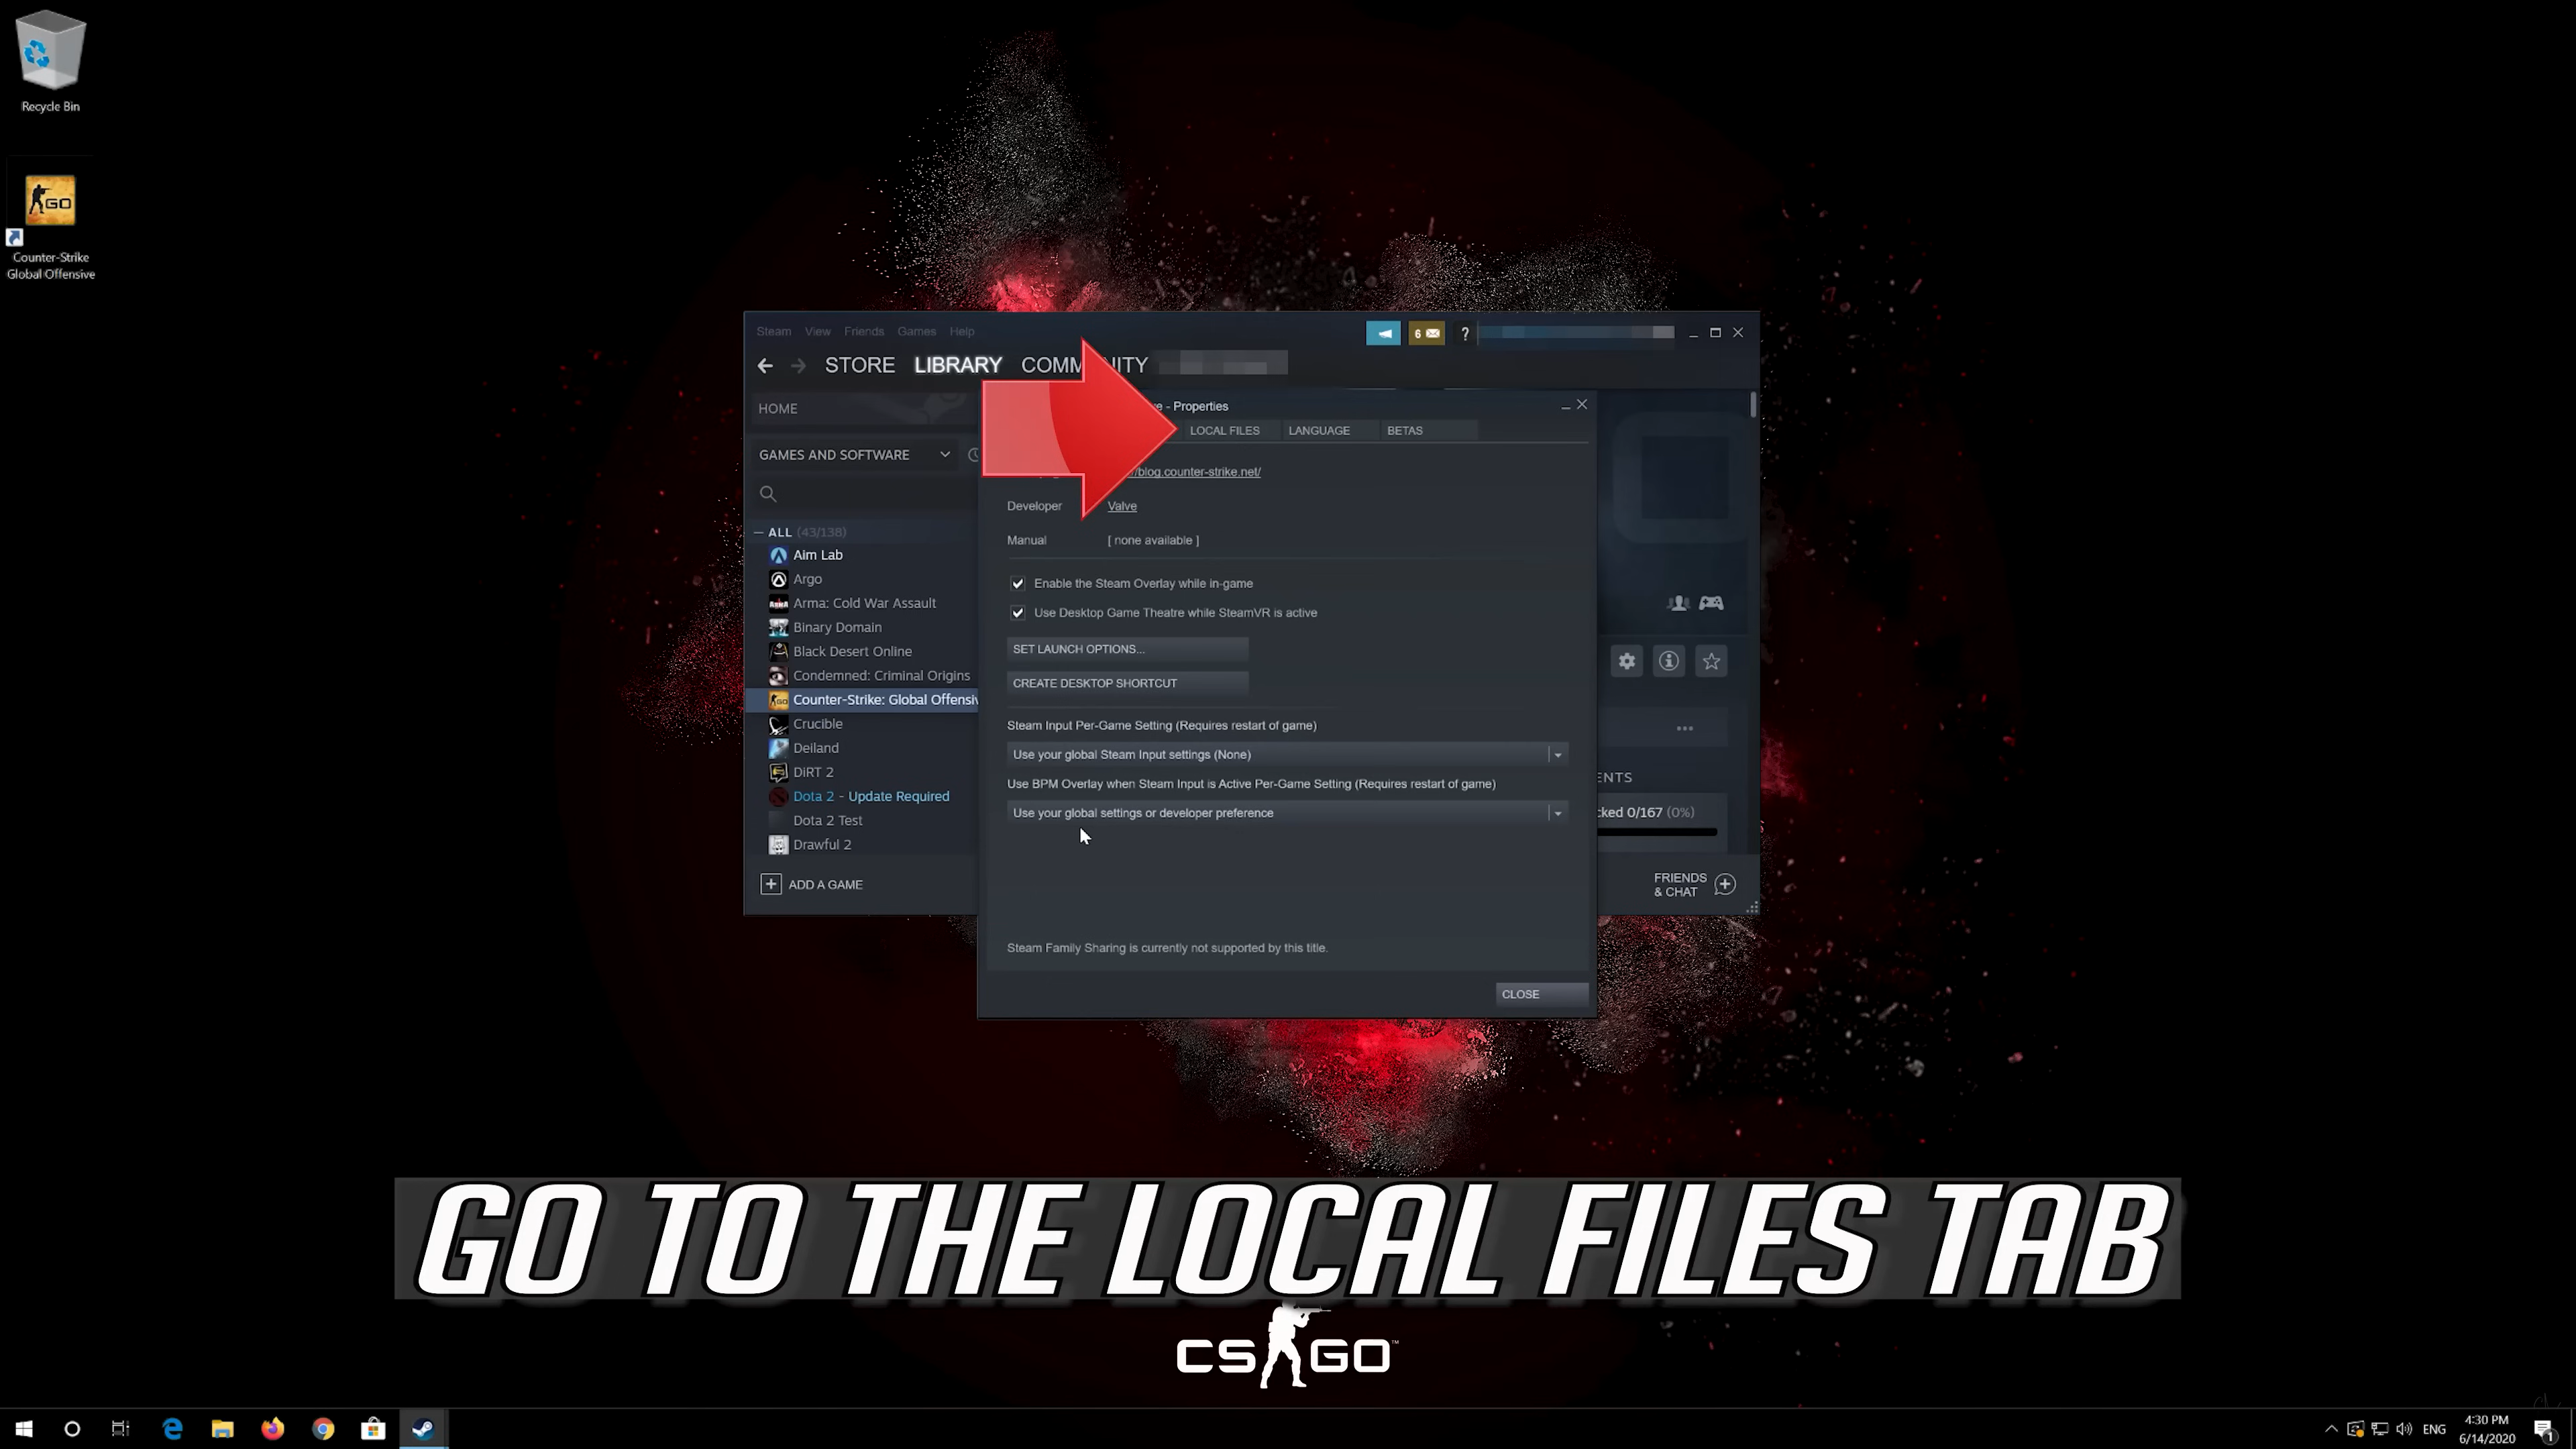 Recycle Bin
Counter-Strike
Global Offensive
GO
Steam View Friends Games Help
6
?
STORE LIBRARY COMM NITY
HOME
GAMES AND SOFTWARE
ALL (43/138)
Aim Lab
Argo
Arma: Cold War Assault
Binary Domain
Black Desert Online
Condemned: Criminal Origins
Counter-Strike: Global Offensiv
Crucible
Deiland
DiRT 2
Dota 2 - Update Required
Dota 2 Test
Drawful 2
ADD A GAME
e - Properties
LOCAL FILES LANGUAGE BETAS
/blog.counter-strike.net/
Developer Valve
Manual [ none available ]
Enable the Steam Overlay while in-game
Use Desktop Game Theatre while SteamVR is active
SET LAUNCH OPTIONS...
CREATE DESKTOP SHORTCUT
Steam Input Per-Game Setting (Requires restart of game)
Use your global Steam Input settings (None)
Use BPM Overlay when Steam Input is Active Per-Game Setting (Requires restart of game)
Use your global settings or developer preference
Steam Family Sharing is currently not supported by this title.
CLOSE
ENTS
cked 0/167 (0%)
FRIENDS
& CHAT
GO TO THE LOCAL FILES TAB
CS GO™
ENG
4:30 PM
6/14/2020
1